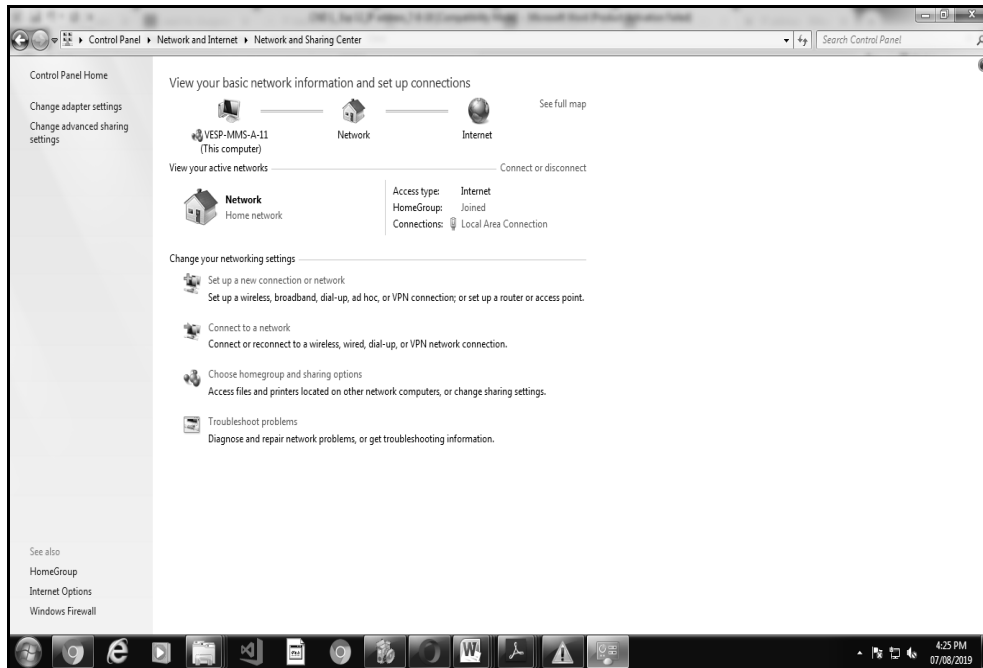 Control Panel ▸ Network and Internet ▸ Network and Sharing Center
Search Control Panel
Control Panel Home
Change adapter settings
Change advanced sharing
settings
View your basic network information and set up connections
See full map
VESP-MMS-A-11
(This computer)
Network
Internet
View your active networks
Connect or disconnect
Network
Home network
Access type: Internet
HomeGroup: Joined
Connections: Local Area Connection
Change your networking settings
Set up a new connection or network
Set up a wireless, broadband, dial-up, ad hoc, or VPN connection; or set up a router or access point.
Connect to a network
Connect or reconnect to a wireless, wired, dial-up, or VPN network connection.
Choose homegroup and sharing options
Access files and printers located on other network computers, or change sharing settings.
Troubleshoot problems
Diagnose and repair network problems, or get troubleshooting information.
See also
HomeGroup
Internet Options
Windows Firewall
4:25 PM
07/08/2019